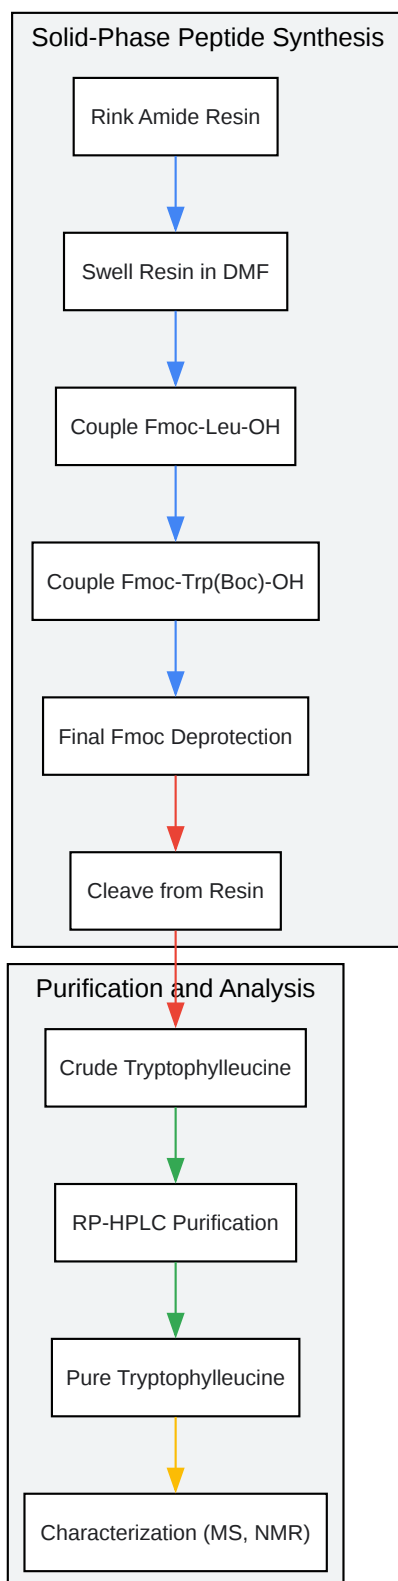 Solid-Phase Peptide Synthesis
Rink Amide Resin
Swell Resin in DMF
Couple Fmoc-Leu-OH
Couple Fmoc-Trp(Boc)-OH
Final Fmoc Deprotection
Cleave from Resin
Purification and Analysis
Crude Tryptophylleucine
RP-HPLC Purification
Pure Tryptophylleucine
Characterization (MS, NMR)